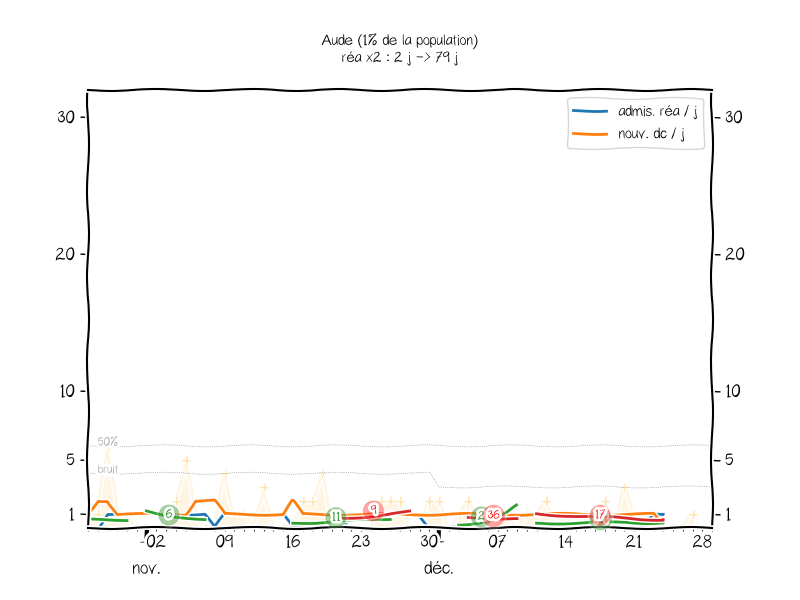 Aude (1% de la population)
réa x2 : 2 j -> 79 j
admis. réa / j
nouv. dc / j
30
30
20
20
10
10
50%
5
5
bruit
1
1
6
11
9
36
17
02 09 16 23 30 07 14 21 28
nov. déc.